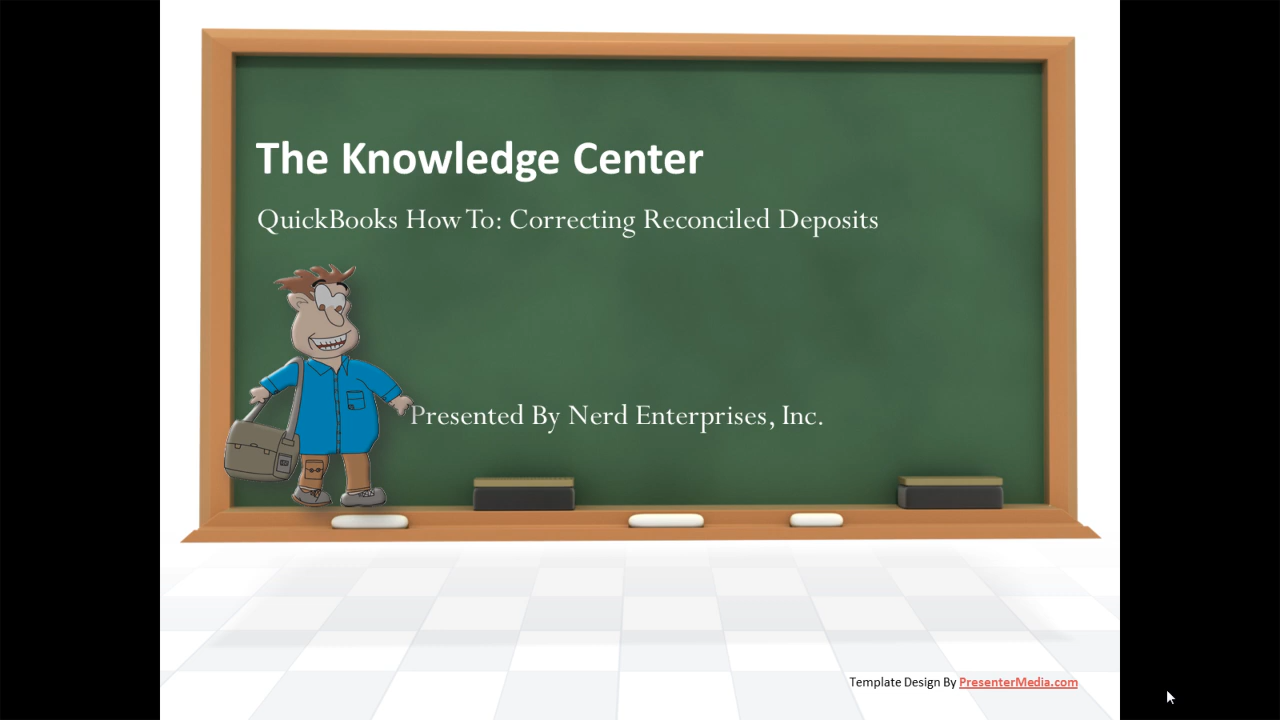 The Knowledge Center
QuickBooks How To: Correcting Reconciled Deposits
Presented By Nerd Enterprises, Inc.
Template Design By PresenterMedia.com